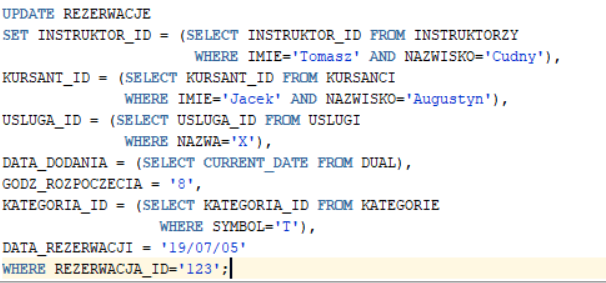 UPDATE REZERWACJE
SET INSTRUKTOR_ID = (SELECT INSTRUKTOR_ID FROM INSTRUKTORZY
WHERE IMIE='Tomasz' AND NAZWISKO='Cudny'),
KURSANT_ID = (SELECT KURSANT_ID FROM KURSANCI
WHERE IMIE='Jacek' AND NAZWISKO='Augustyn'),
USLUGA_ID = (SELECT USLUGA_ID FROM USLUGI
WHERE NAZWA='X'),
DATA_DODANIA = (SELECT CURRENT_DATE FROM DUAL),
GODZ_ROZPOCZECIA = '8',
KATEGORIA_ID = (SELECT KATEGORIA_ID FROM KATEGORIE
WHERE SYMBOL='T'),
DATA_REZERWACJI = '19/07/05'
WHERE REZERWACJA_ID='123';